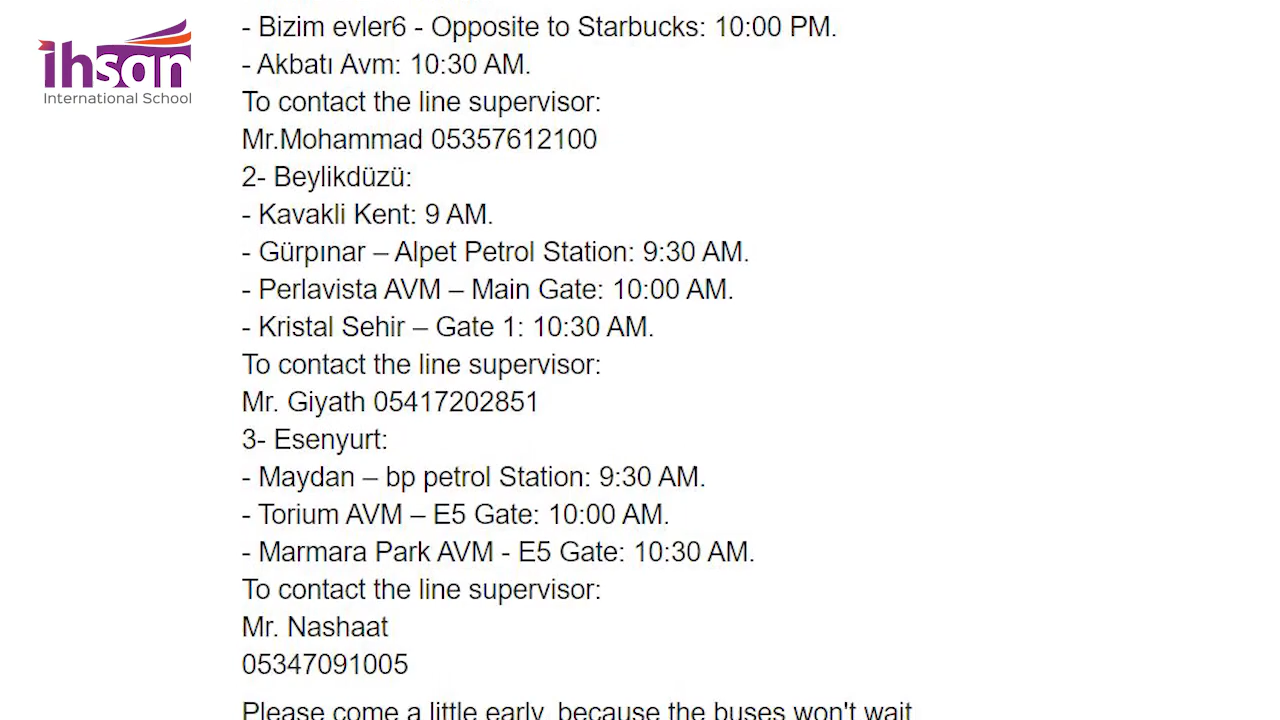 ihsan
International School
- Bizim evler6 - Opposite to Starbucks: 10:00 PM.
- Akbatı Avm: 10:30 AM.
To contact the line supervisor:
Mr.Mohammad 05357612100
2- Beylikdüzü:
- Kavakli Kent: 9 AM.
- Gürpınar – Alpet Petrol Station: 9:30 AM.
- Perlavista AVM – Main Gate: 10:00 AM.
- Kristal Sehir – Gate 1: 10:30 AM.
To contact the line supervisor:
Mr. Giyath 05417202851
3- Esenyurt:
- Maydan – bp petrol Station: 9:30 AM.
- Torium AVM – E5 Gate: 10:00 AM.
- Marmara Park AVM - E5 Gate: 10:30 AM.
To contact the line supervisor:
Mr. Nashaat
05347091005
Please come a little early, because the buses won't wait